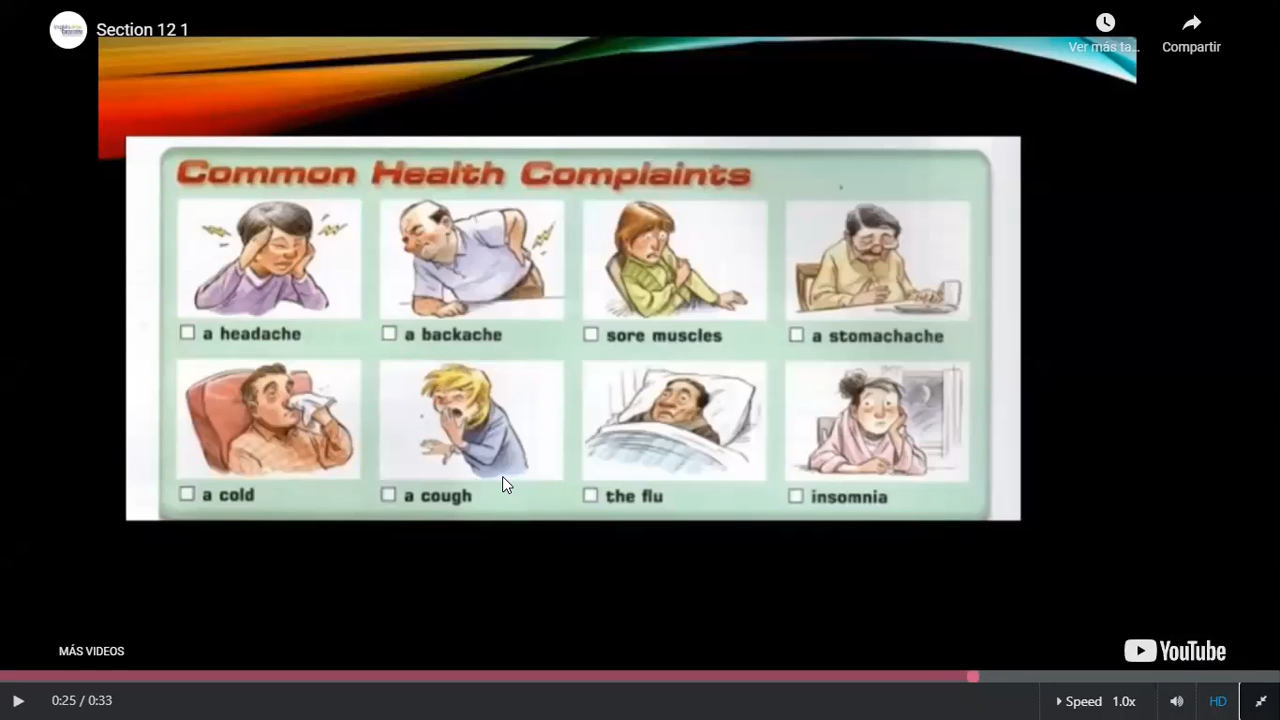 Section 12 1
Ver más ta...
Compartir
Common Health Complaints
a headache
a backache
sore muscles
a stomachache
a cold
a cough
the flu
insomnia
MÁS VIDEOS
YouTube
0:25 / 0:33
Speed 1.0x
HD